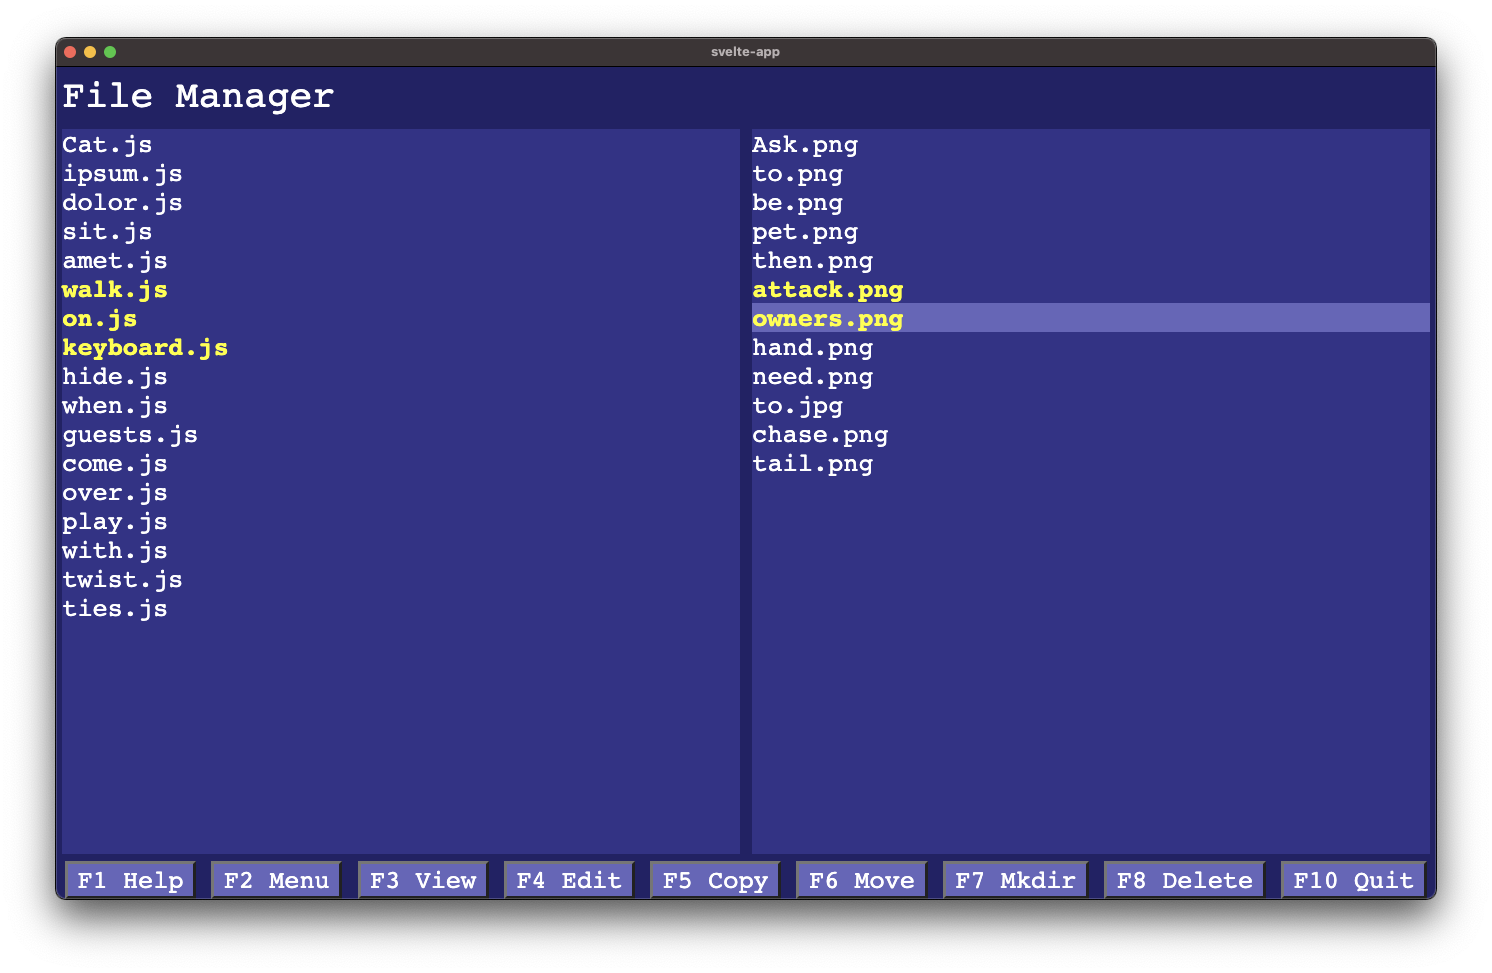 svelte-app
File Manager
Cat.js
ipsum.js
dolor.js
sit.js
amet.js
walk.js
on.js
keyboard.js
hide.js
when.js
guests.js
come.js
over.js
play.js
with.js
twist.js
ties.js
Ask.png
to.png
be.png
pet.png
then.png
attack.png
owners.png
hand.png
need.png
to.jpg
chase.png
tail.png
F1 Help F2 Menu F3 View F4 Edit F5 Copy F6 Move F7 Mkdir F8 Delete F10 Quit